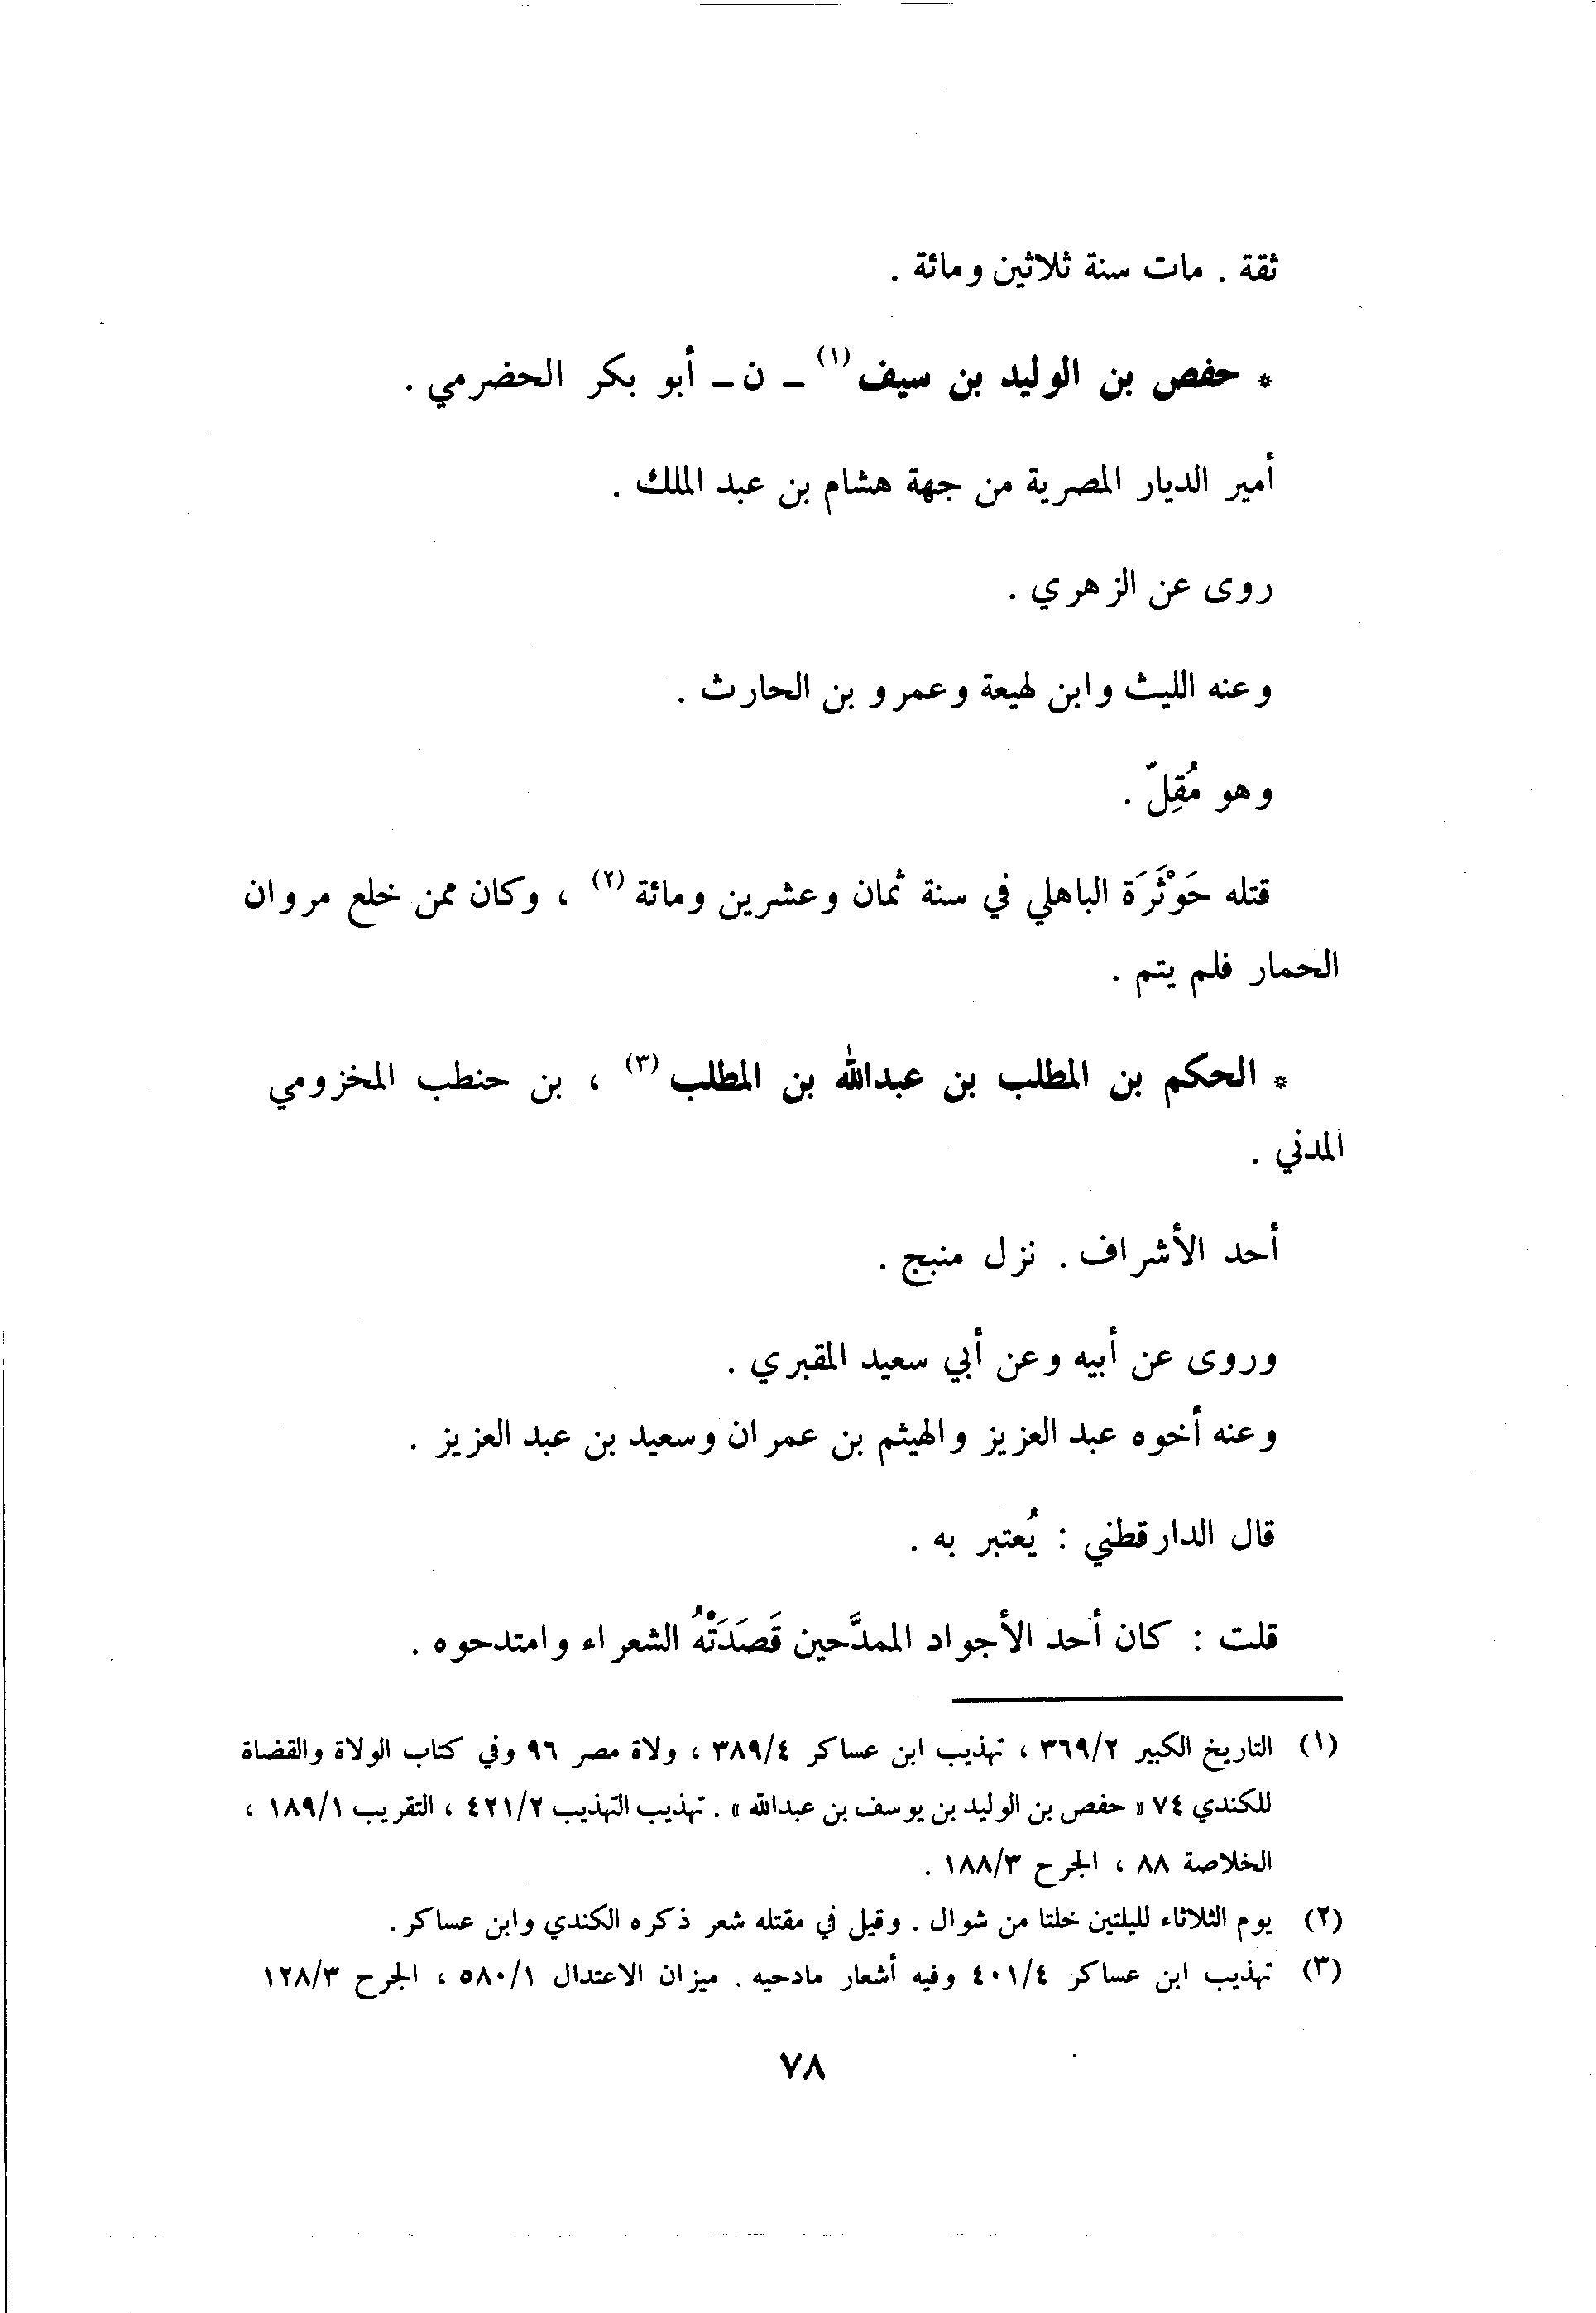 ثقة . مات سنة ثلاثين ومائة .
* حفص بن الوليد بن سيف (١) ـ ن ـ أبو بكر الحضرمي .
أمير الديار المصرية من جهة هشام بن عبد الملك .
روى عن الزهري .
وعنه الليث وابن لهيعة وعمرو بن الحارث .
وهو مُقِلّ .
قتله حَوْثَرَة الباهلي في سنة ثمان وعشرين ومائة (٢) ، وكان ممن خلع مروان
الحمار فلم يتم .
* الحكم بن المطلب بن عبدالله بن المطلب (٣) ، بن حنطب المخزومي
المدني .
أحد الأشراف . نزل منبج .
وروى عن أبيه وعن أبي سعيد المقبري .
وعنه أخوه عبد العزيز والهيثم بن عمران وسعيد بن عبد العزيز .
قال الدارقطني : يُعتبر به .
قلت : كان أحد الأجواد الممدَّحين قَصَدَتْهُ الشعراء وامتدحوه .
(١) التاريخ الكبير ٣٦٩/٢ ، تهذيب ابن عساكر ٣٨٩/٤ ، ولاة مصر ٩٦ وفي كتاب الولاة والقضاة
للكندي ٧٤ « حفص بن الوليد بن يوسف بن عبدالله » . تهذيب التهذيب ٤٢١/٢ ، التقريب ١٨٩/١ ،
الخلاصة ٨٨ ، الجرح ١٨٨/٣ .
(٢) يوم الثلاثاء لليلتين خلتا من شوال . وقيل في مقتله شعر ذكره الكندي وابن عساكر .
(٣) تهذيب ابن عساكر ٤٠١/٤ وفيه أشعار مادحيه . ميزان الاعتدال ٥٨٠/١ ، الجرح ١٢٨/٣
٧٨